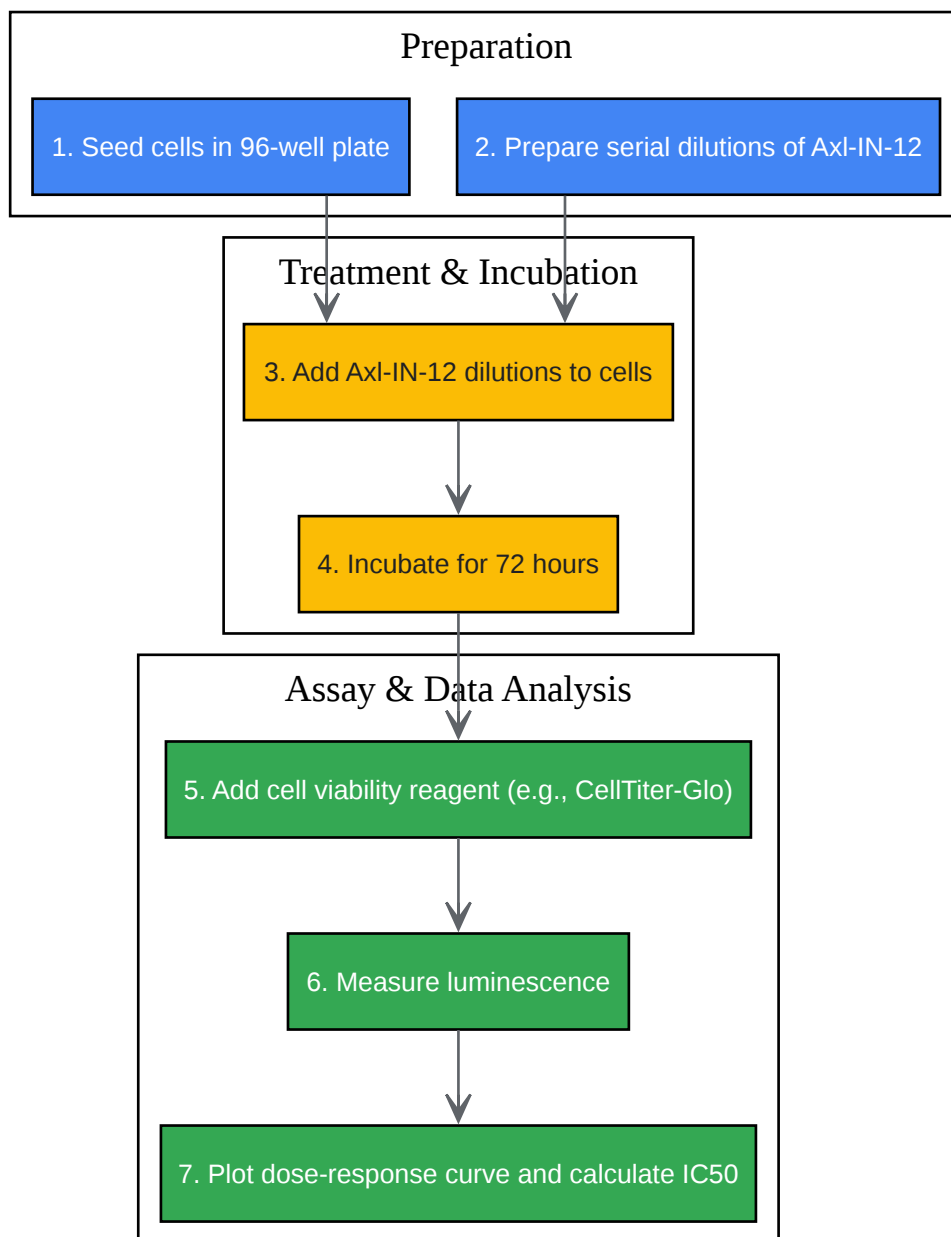 Preparation
1. Seed cells in 96-well plate
2. Prepare serial dilutions of Axl-IN-12
Treatment & Incubation
3. Add Axl-IN-12 dilutions to cells
4. Incubate for 72 hours
Assay & Data Analysis
5. Add cell viability reagent (e.g., CellTiter-Glo)
6. Measure luminescence
7. Plot dose-response curve and calculate IC50